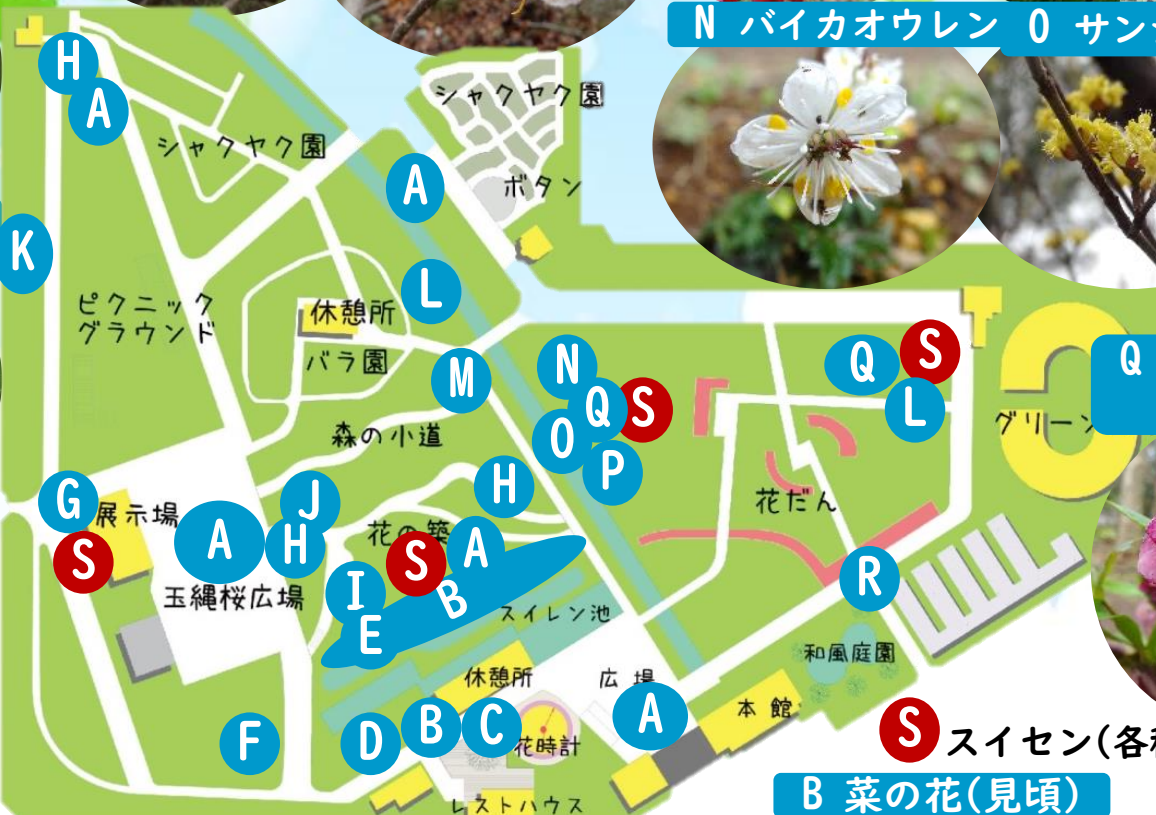 N バイカオウレン
O サン
H
A
シャクヤク園
シャクヤク園
ボタン
A
K
L
ピクニック
グラウンド
休憩所
バラ園
M
N
Q
S
O
P
Q
S
L
グリーン
Q
森の小道
H
花だん
G
展示場
S
A
J
H
花の築
S
A
I
B
E
玉縄桜広場
スイレン池
R
和風庭園
休憩所
広場
本館
A
F
D
B
C
花時計
レストハウス
S スイセン(各種
B 菜の花(見頃)